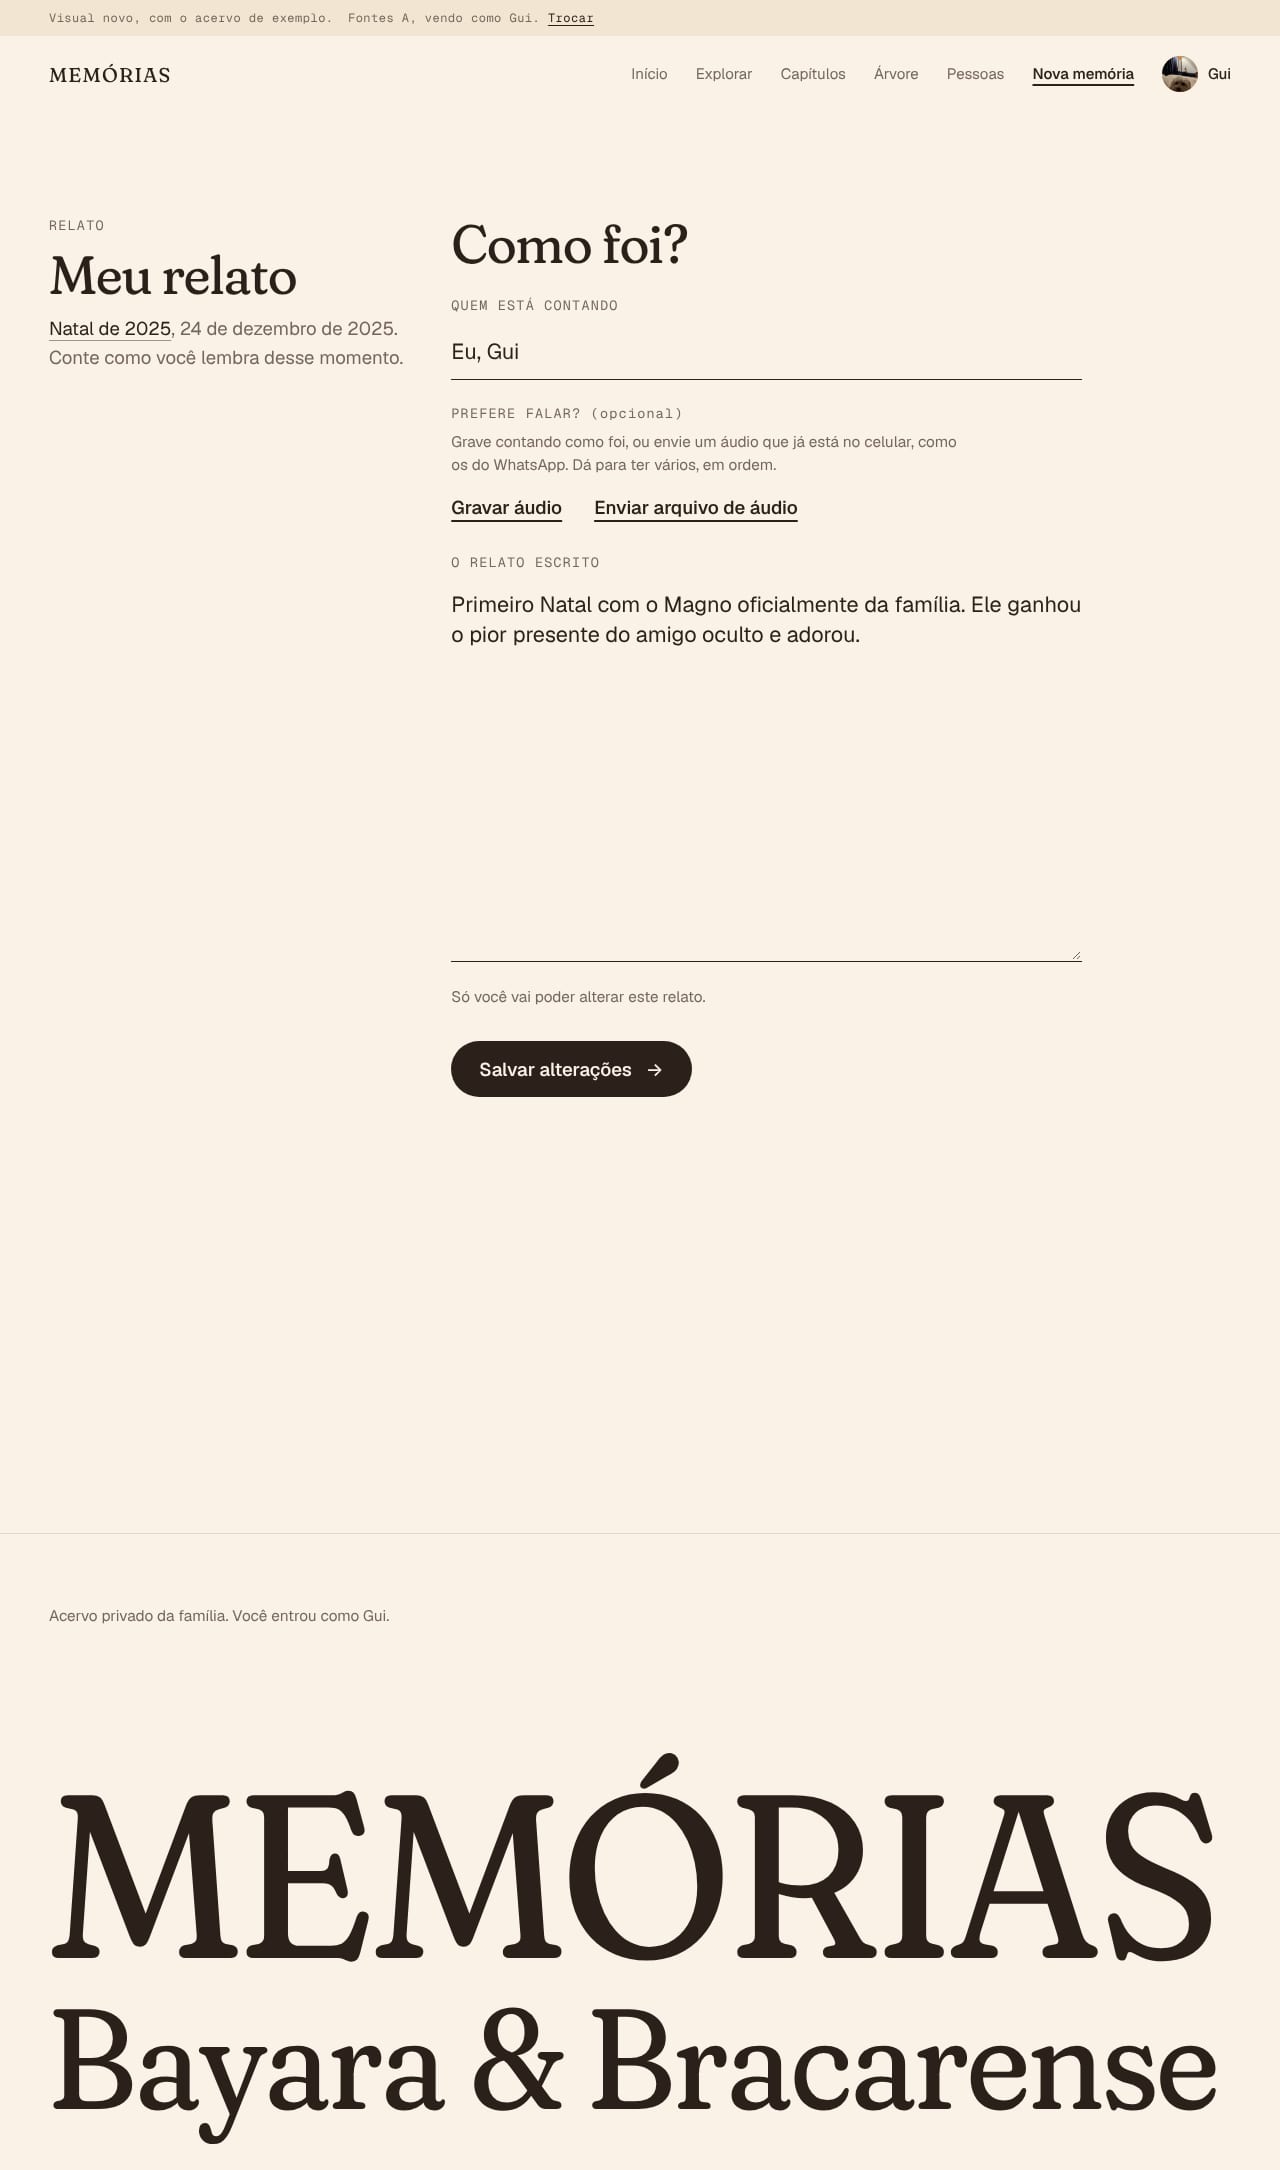 Visual novo, com o acervo de exemplo. Fontes A, vendo como Gui. Trocar
MEMÓRIAS
Início Explorar Capítulos Árvore Pessoas Nova memória Gui
RELATO
Meu relato
Natal de 2025, 24 de dezembro de 2025.
Conte como você lembra desse momento.
Como foi?
QUEM ESTÁ CONTANDO
Eu, Gui
PREFERE FALAR? (opcional)
Grave contando como foi, ou envie um áudio que já está no celular, como
os do WhatsApp. Dá para ter vários, em ordem.
Gravar áudio Enviar arquivo de áudio
O RELATO ESCRITO
Primeiro Natal com o Magno oficialmente da família. Ele ganhou
o pior presente do amigo oculto e adorou.
Só você vai poder alterar este relato.
Salvar alterações →
Acervo privado da família. Você entrou como Gui.
MEMÓRIAS
Bayara & Bracarense